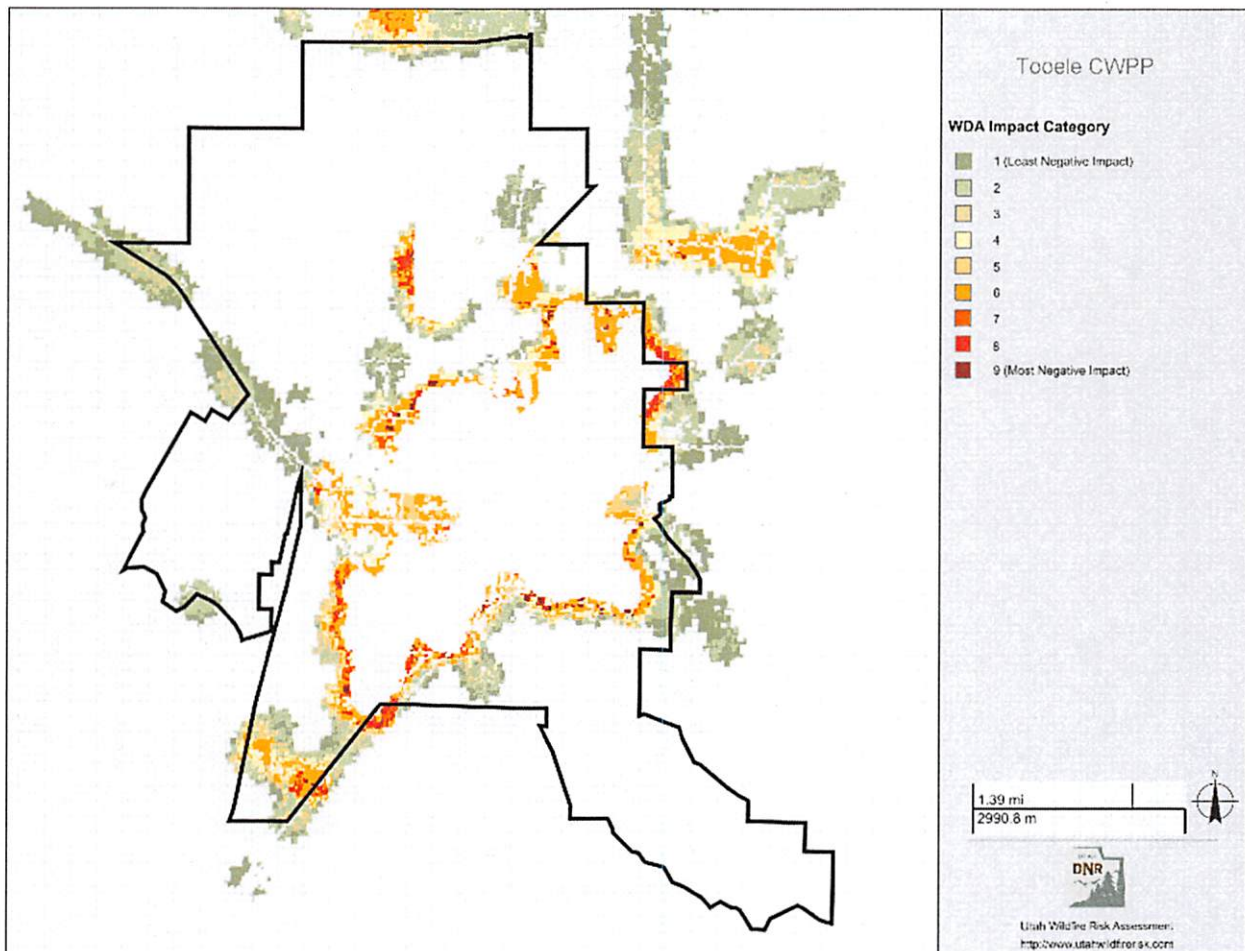 Tooele CWPP
WDA Impact Category
1 (Least Negative Impact)
2
3
4
5
6
7
8
9 (Most Negative Impact)
N
1.39 mi
2990.8 m
DNR
Utah Wildfire Risk Assessment
http://www.utahwildfirerisk.com